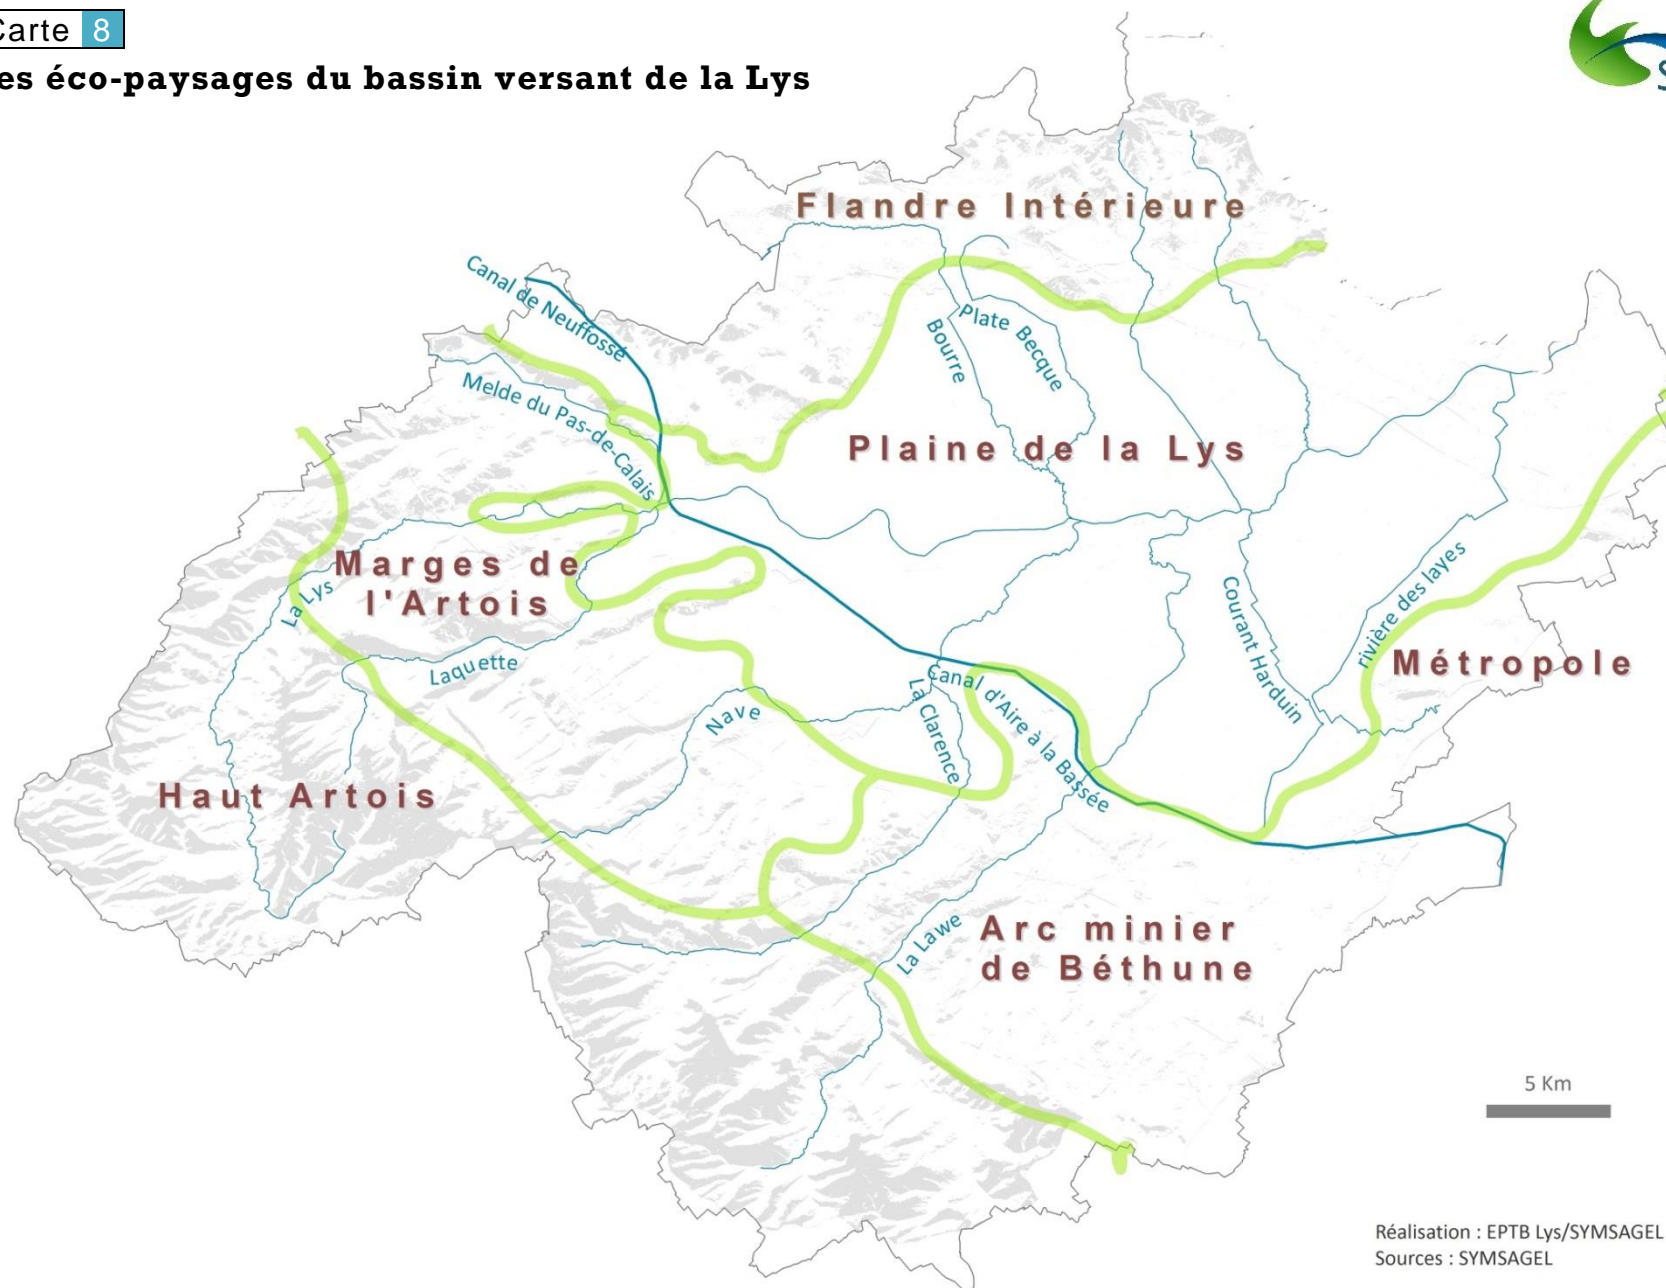 Carte 8
es éco-paysages du bassin versant de la Lys
S
Flandre Intérieure
Canal de Neuffossé
Plate Becque
Bourre
Melde du Pas-de-Calais
Plaine de la Lys
Marges de
l'Artois
La Lys
Laquette
Courant Harduin
rivière des layes
Métropole
Canal d'Aire à la Bassée
La Clarence
Nave
Haut Artois
La Lawe
Arc minier
de Béthune
5 Km
Réalisation : EPTB Lys/SYMSAGEL
Sources : SYMSAGEL